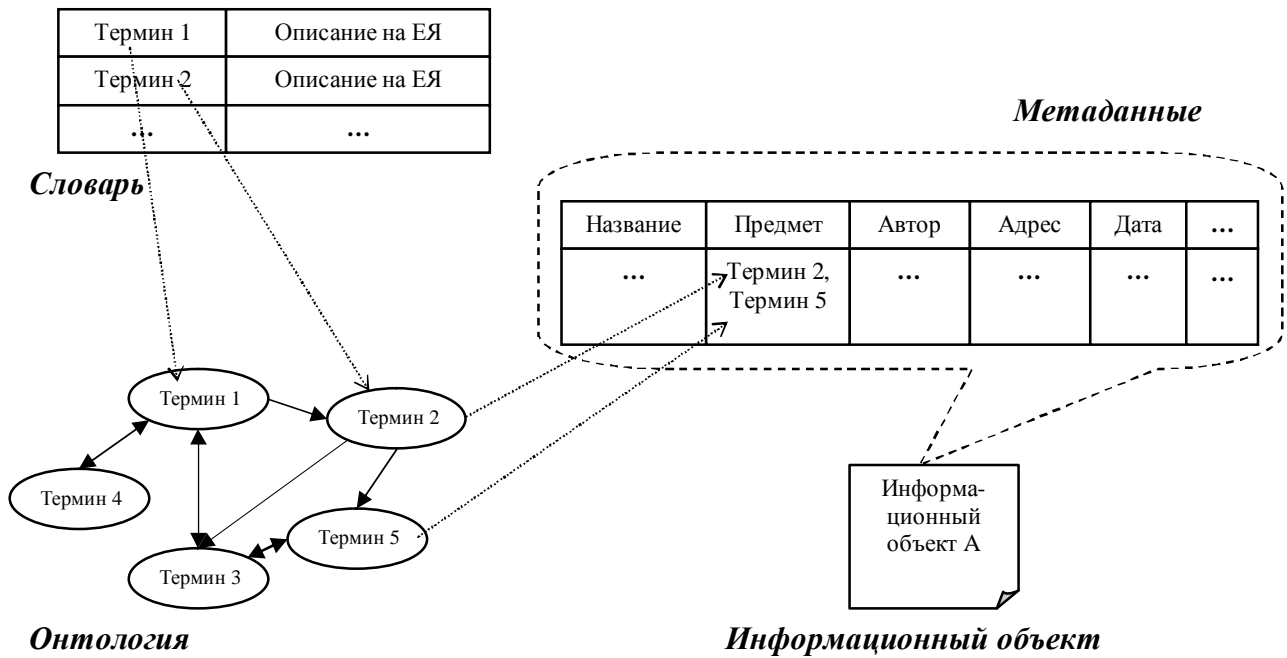 Термин 1 Описание на ЕЯ
Термин 2 Описание на ЕЯ
... ...
Словарь
Метаданные
Название Предмет Автор Адрес Дата ...
... Термин 2, ... ... ... ...
Термин 5
Термин 1
Термин 2
Термин 4
Термин 5
Термин 3
Информа-
ционный
объект А
Онтология
Информационный объект